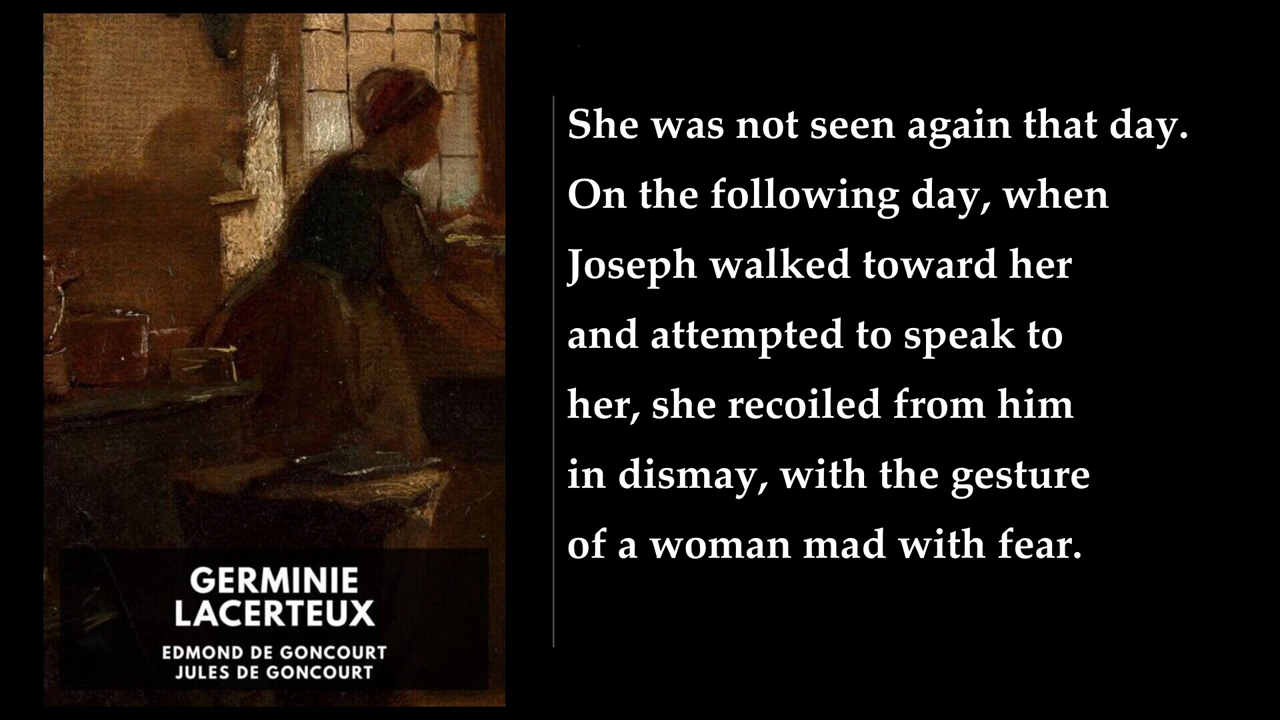 She was not seen again that day.
On the following day, when
Joseph walked toward her
and attempted to speak to
her, she recoiled from him
in dismay, with the gesture
of a woman mad with fear.
GERMINIE
LACERTEUX
EDMOND DE GONCOURT
JULES DE GONCOURT